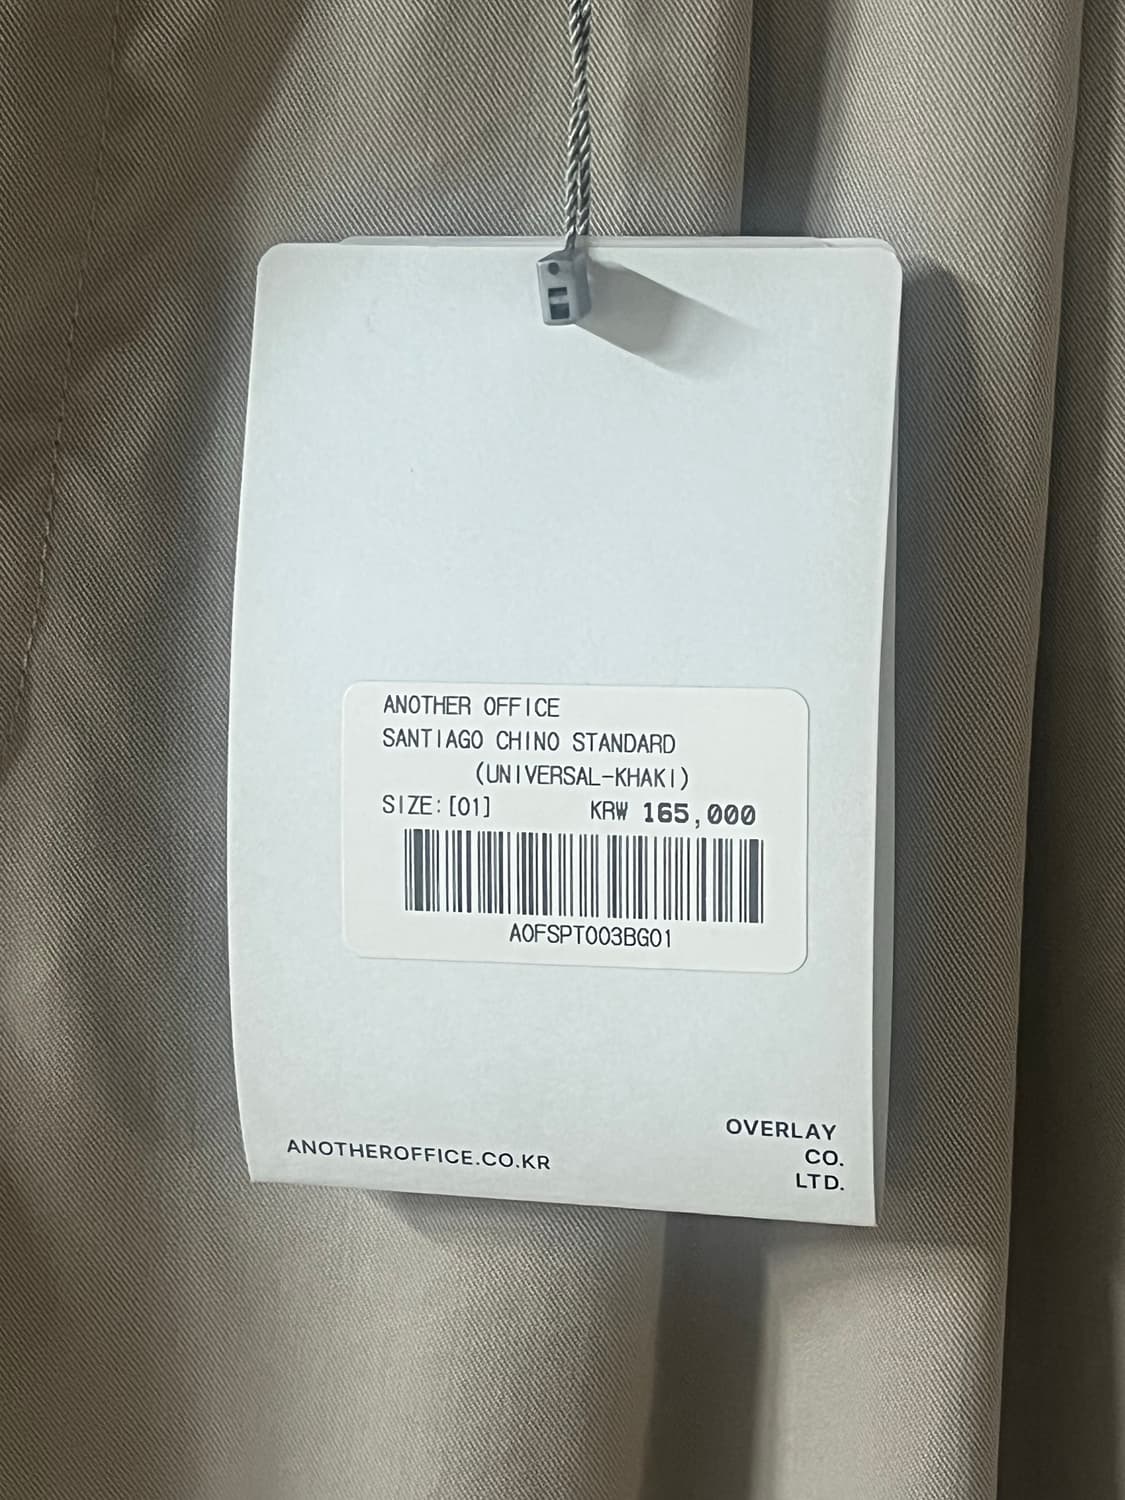 ANOTHER OFFICE
SANTIAGO CHINO STANDARD
(UNIVERSAL-KHAKI)
SIZE:[01] KRW 165,000
AOFSPT003BG01
ANOTHEROFFICE.CO.KR
OVERLAY
CO.
LTD.